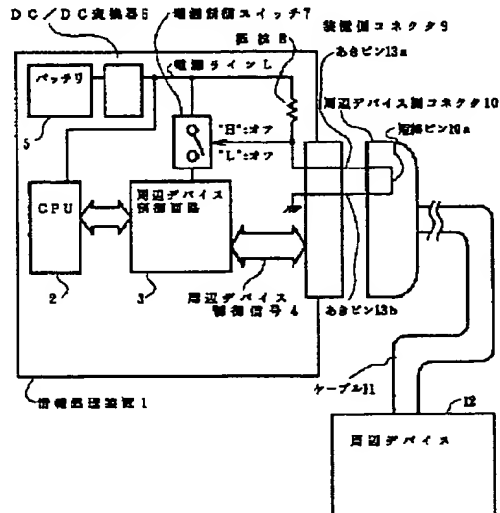 DC/DC変換器6
電源制御スイッチ7
抵抗8
装置側コネクタ9
あきピン13a
電源ラインL
周辺デバイス側コネクタ10
短絡ピン10a
バッテリ
5
"H":オフ
"L":オフ
CPU
2
周辺デバイス
制御回路
3
周辺デバイス
制御信号4
あきピン13b
ケーブル11
情報処理装置1
12
周辺デバイス